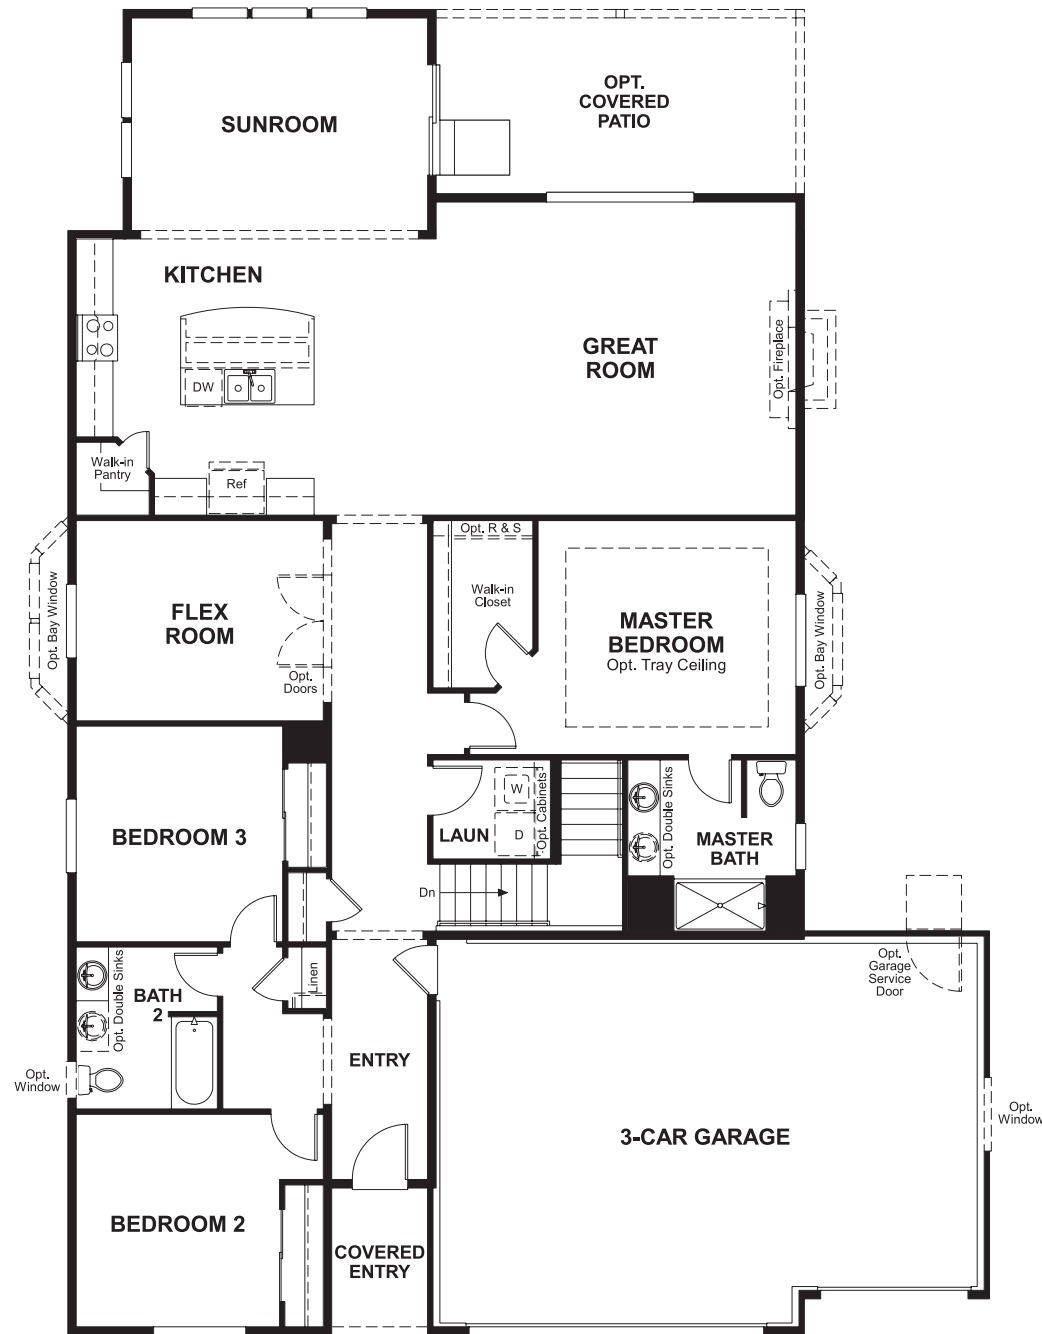 OPT.
COVERED
PATIO
SUNROOM
KITCHEN
GREAT
ROOM
Opt. Fireplace
DW
Walk-in
Pantry
Ref
Opt. R & S
Walk-in
Closet
FLEX
ROOM
Opt. Bay Window
Opt.
Doors
MASTER
BEDROOM
Opt. Tray Ceiling
Opt. Bay Window
BEDROOM 3
W
D
LAUN
Opt. Cabinets
Opt. Double Sinks
MASTER
BATH
Dn
Opt. Double Sinks
BATH
2
Linen
Opt.
Garage
Service
Door
Opt.
Window
ENTRY
3-CAR GARAGE
Opt.
Window
BEDROOM 2
COVERED
ENTRY